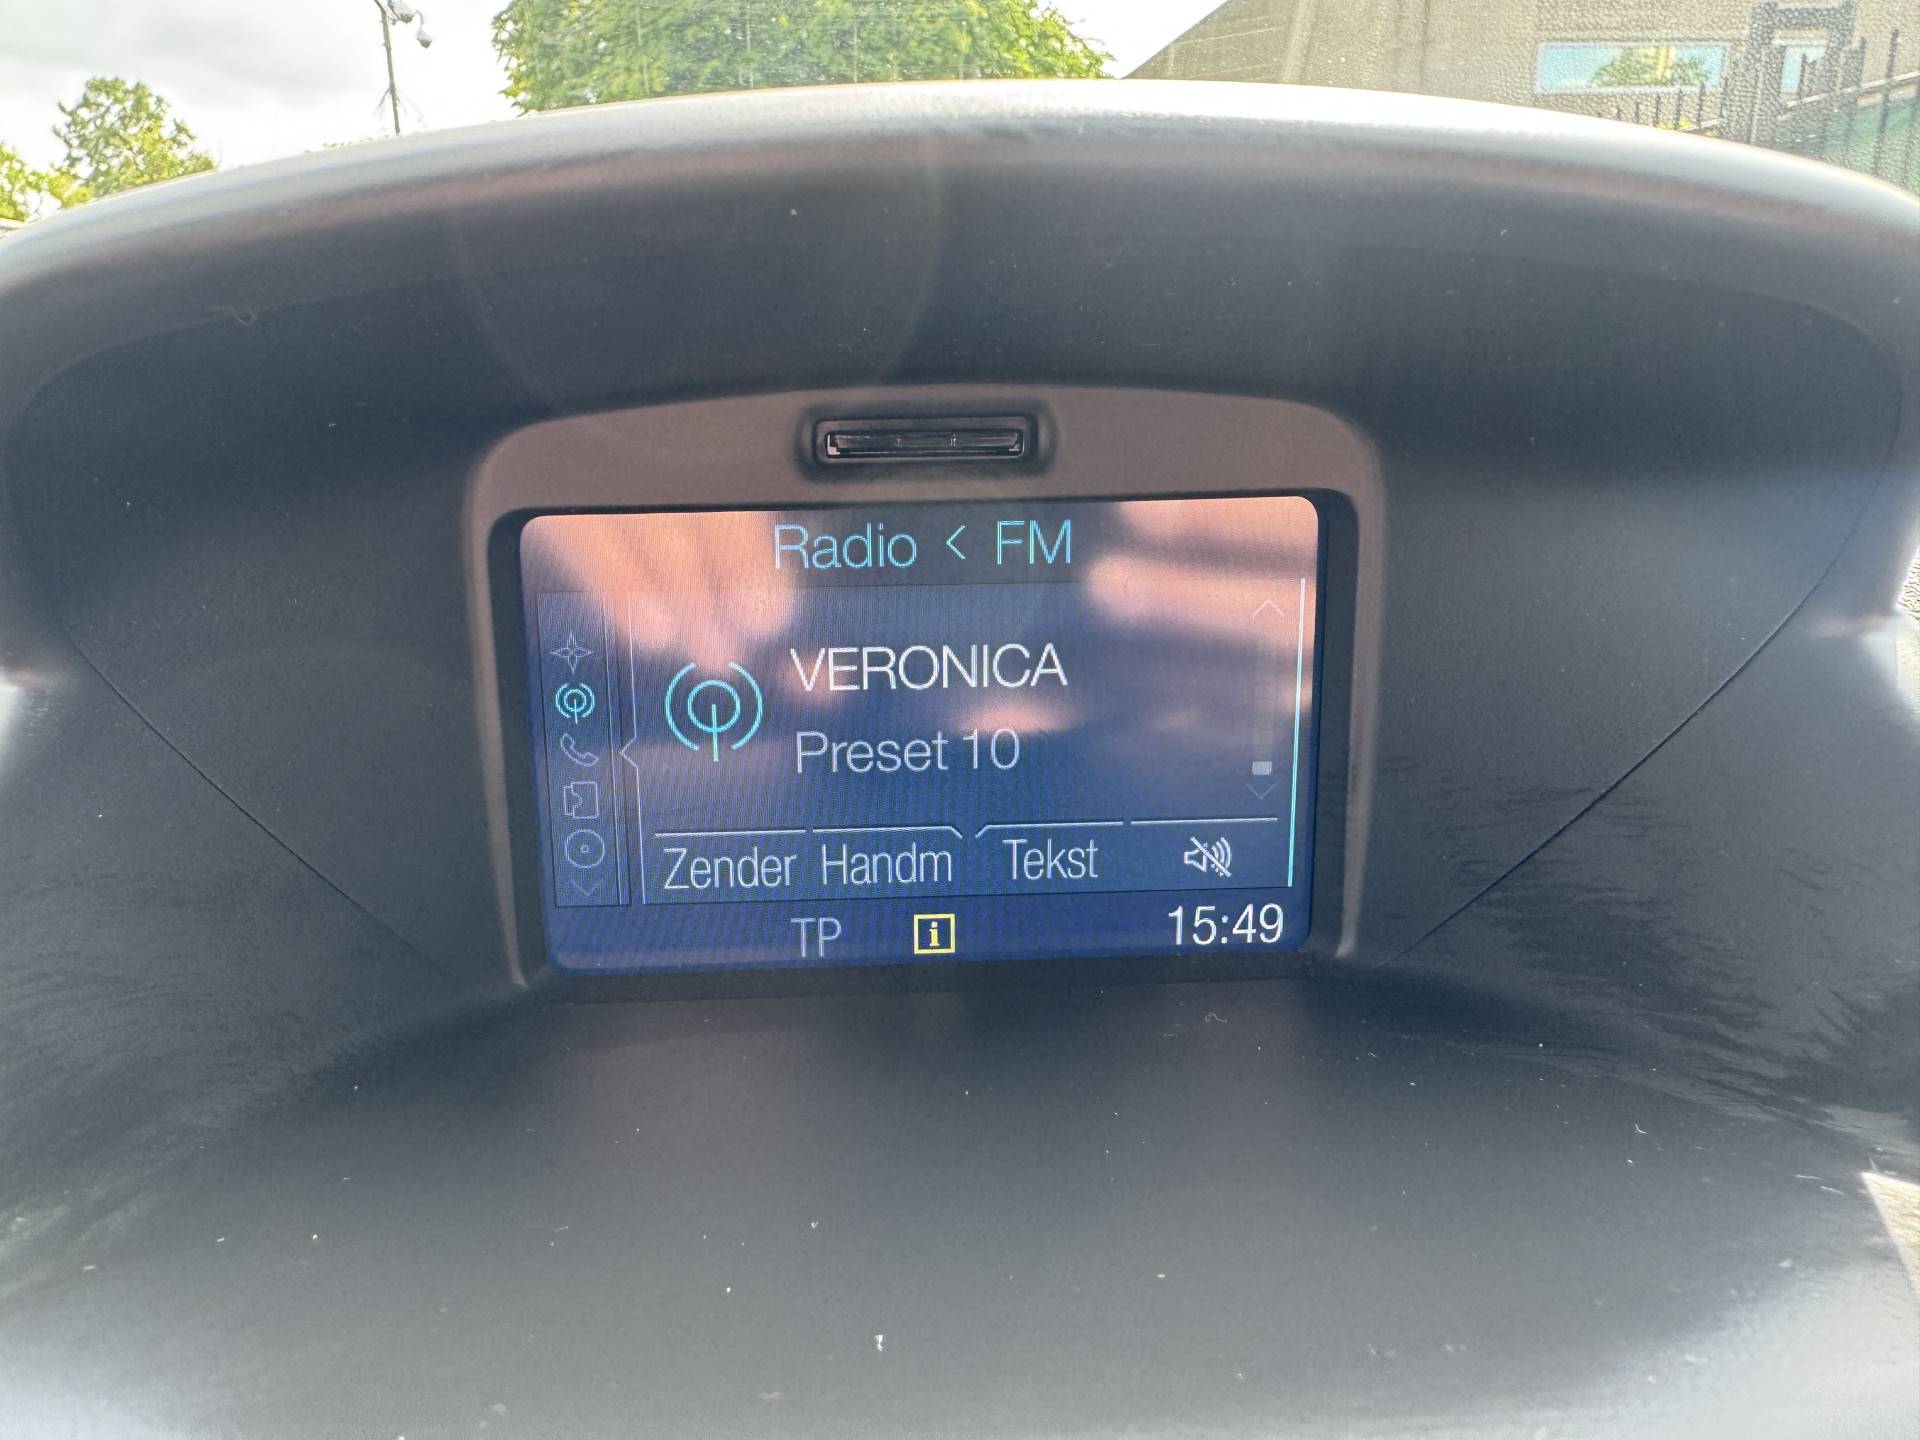 Radio < FM
VERONICA
Preset 10
Zender Handm Tekst
TP i 15:49